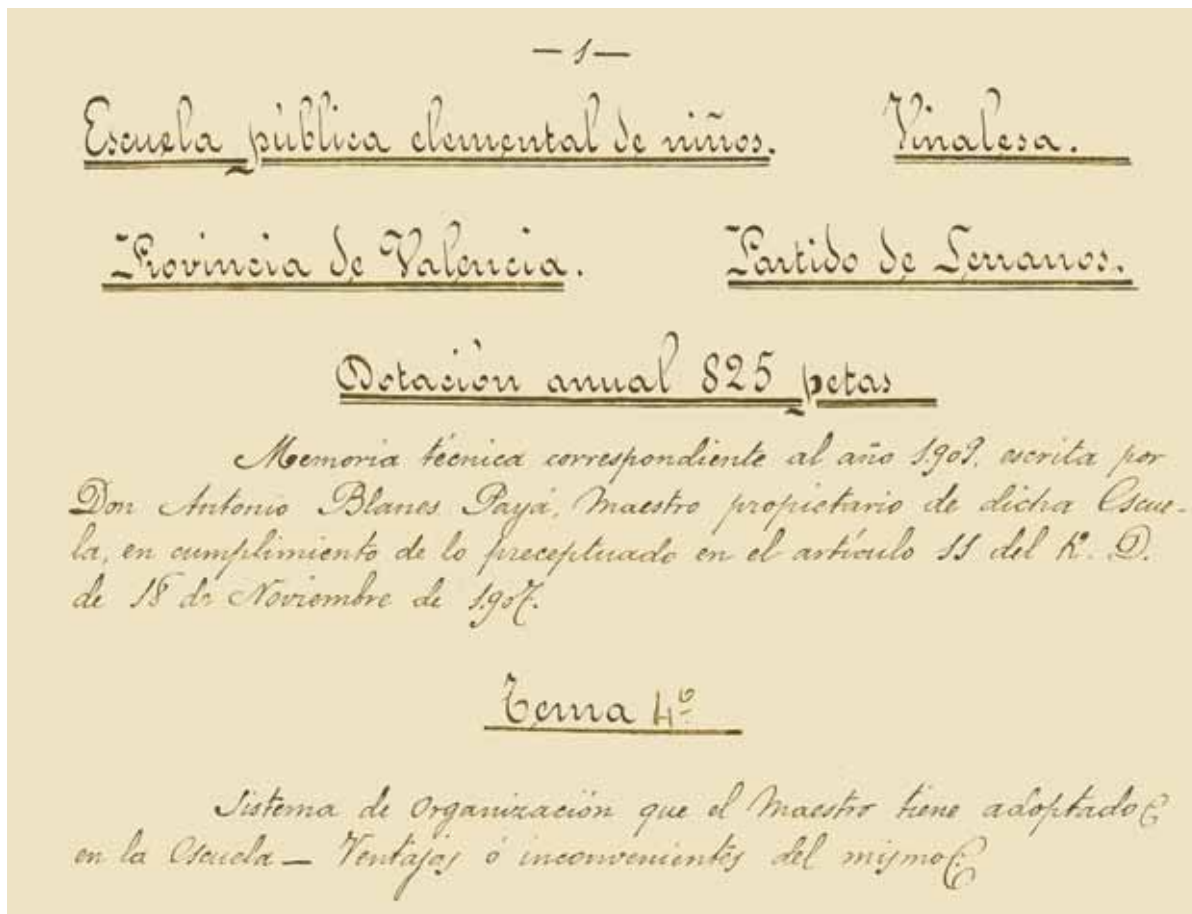 — 1 —
Escuela pública elemental de niños. Vinalesa.
Provincia de Valencia. Partido de Serranos.
Dotación anual 825 petas
Memoria técnica correspondiente al año 1909, escrita por
Don Antonio Blanes Payá, Maestro propietario de dicha Escue-
la, en cumplimiento de lo preceptuado en el artículo 11 del R. D.
de 18 de Noviembre de 1907.
Tema 4º
Sistema de organización que el Maestro tiene adoptado
en la Escuela — Ventajas ó inconvenientes del mismo